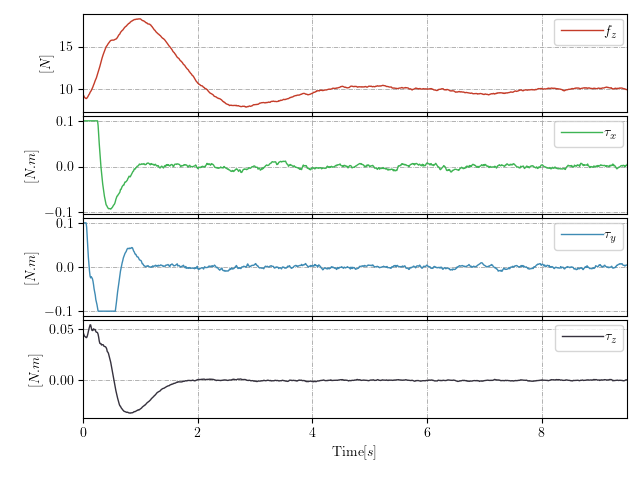 15
10
[N]
f_z
0.1
0.0
−0.1
[N.m]
τ_x
0.1
0.0
−0.1
[N.m]
τ_y
0.05
0.00
[N.m]
τ_z
0 2 4 6 8
Time[s]